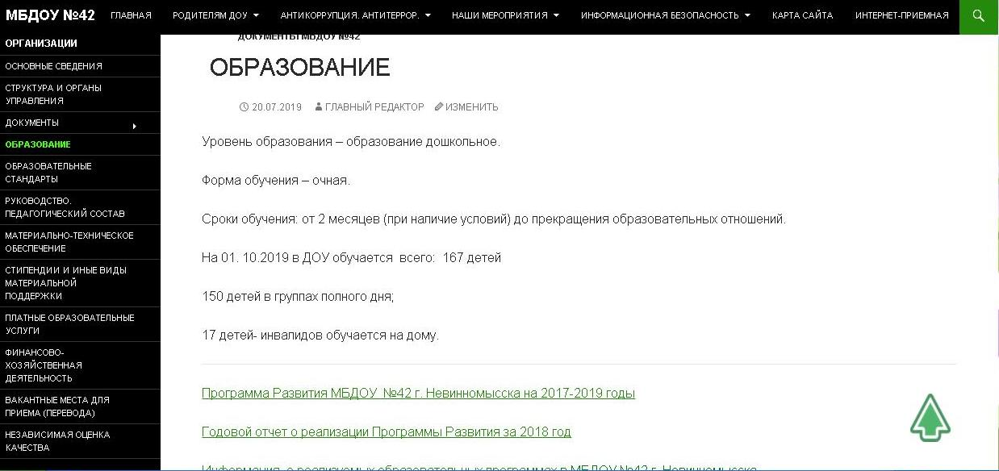 МБДОУ №42 ГЛАВНАЯ РОДИТЕЛЯМ ДОУ АНТИКОРРУПЦИЯ. АНТИТЕРРОР. НАШИ МЕРОПРИЯТИЯ ИНФОРМАЦИОННАЯ БЕЗОПАСНОСТЬ КАРТА САЙТА ИНТЕРНЕТ-ПРИЕМНАЯ
ОРГАНИЗАЦИИ
ОСНОВНЫЕ СВЕДЕНИЯ
СТРУКТУРА И ОРГАНЫ
УПРАВЛЕНИЯ
ДОКУМЕНТЫ
ОБРАЗОВАНИЕ
ОБРАЗОВАТЕЛЬНЫЕ
СТАНДАРТЫ
РУКОВОДСТВО.
ПЕДАГОГИЧЕСКИЙ СОСТАВ
МАТЕРИАЛЬНО-ТЕХНИЧЕСКОЕ
ОБЕСПЕЧЕНИЕ
СТИПЕНДИИ И ИНЫЕ ВИДЫ
МАТЕРИАЛЬНОЙ
ПОДДЕРЖКИ
ПЛАТНЫЕ ОБРАЗОВАТЕЛЬНЫЕ
УСЛУГИ
ФИНАНСОВО-
ХОЗЯЙСТВЕННАЯ
ДЕЯТЕЛЬНОСТЬ
ВАКАНТНЫЕ МЕСТА ДЛЯ
ПРИЕМА (ПЕРЕВОДА)
НЕЗАВИСИМАЯ ОЦЕНКА
КАЧЕСТВА
ДОКУМЕНТЫ МБДОУ №42
ОБРАЗОВАНИЕ
20.07.2019 ГЛАВНЫЙ РЕДАКТОР ИЗМЕНИТЬ
Уровень образования – образование дошкольное.
Форма обучения – очная.
Сроки обучения: от 2 месяцев (при наличие условий) до прекращения образовательных отношений.
На 01. 10.2019 в ДОУ обучается всего: 167 детей
150 детей в группах полного дня;
17 детей- инвалидов обучается на дому.
Программа Развития МБДОУ №42 г. Невинномысска на 2017-2019 годы
Годовой отчет о реализации Программы Развития за 2018 год
Информация о реализуемых образовательных программах в МБДОУ №42 г. Невинномысска